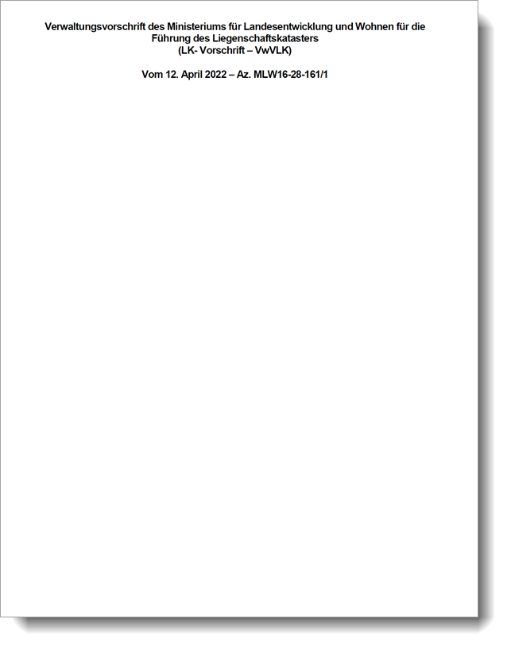 Verwaltungsvorschrift des Ministeriums für Landesentwicklung und Wohnen für die
Führung des Liegenschaftskatasters
(LK- Vorschrift – VwVLK)
Vom 12. April 2022 – Az. MLW16-28-161/1